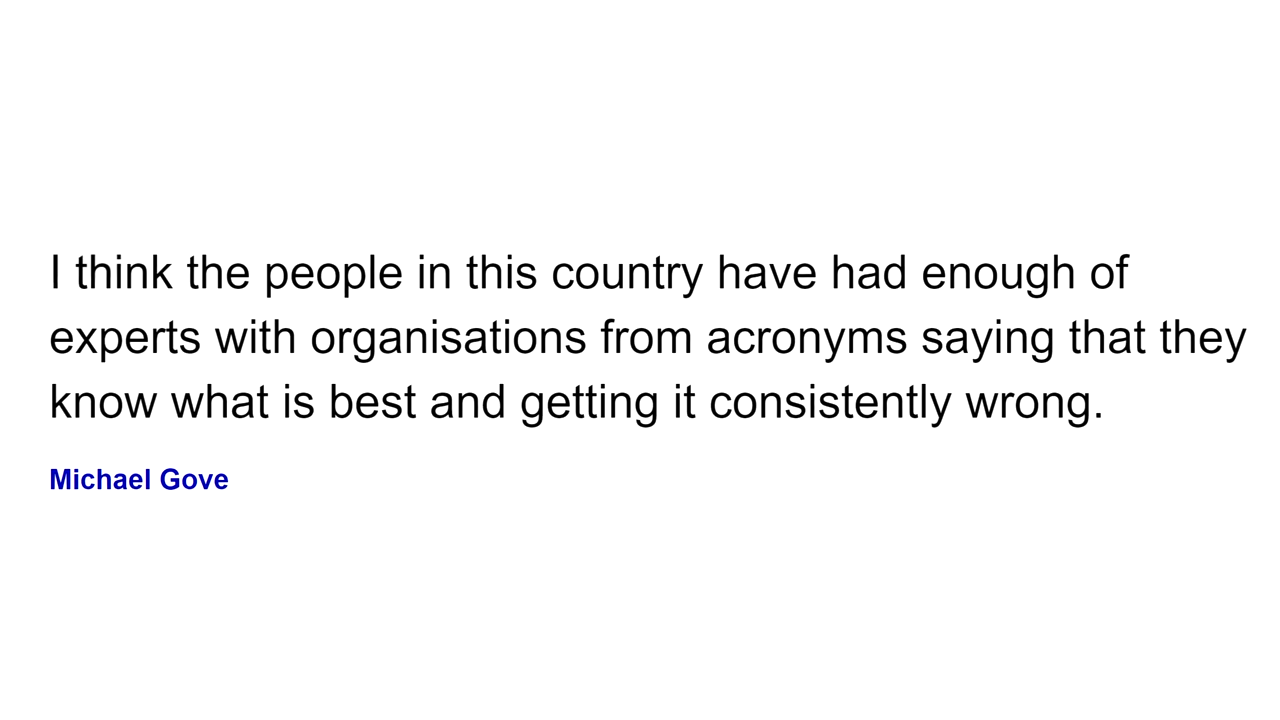 I think the people in this country have had enough of
experts with organisations from acronyms saying that they
know what is best and getting it consistently wrong.
Michael Gove